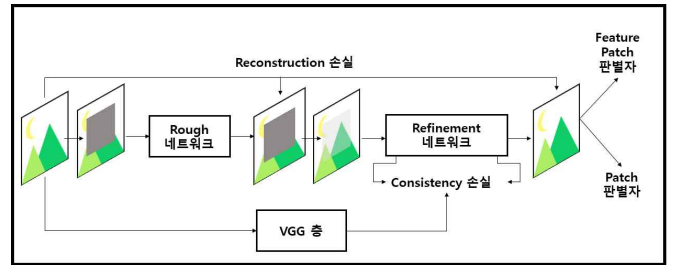 Feature
Patch
판별자
Reconstruction 손실
Rough
네트워크
Refinement
네트워크
Consistency 손실
Patch
판별자
VGG 층